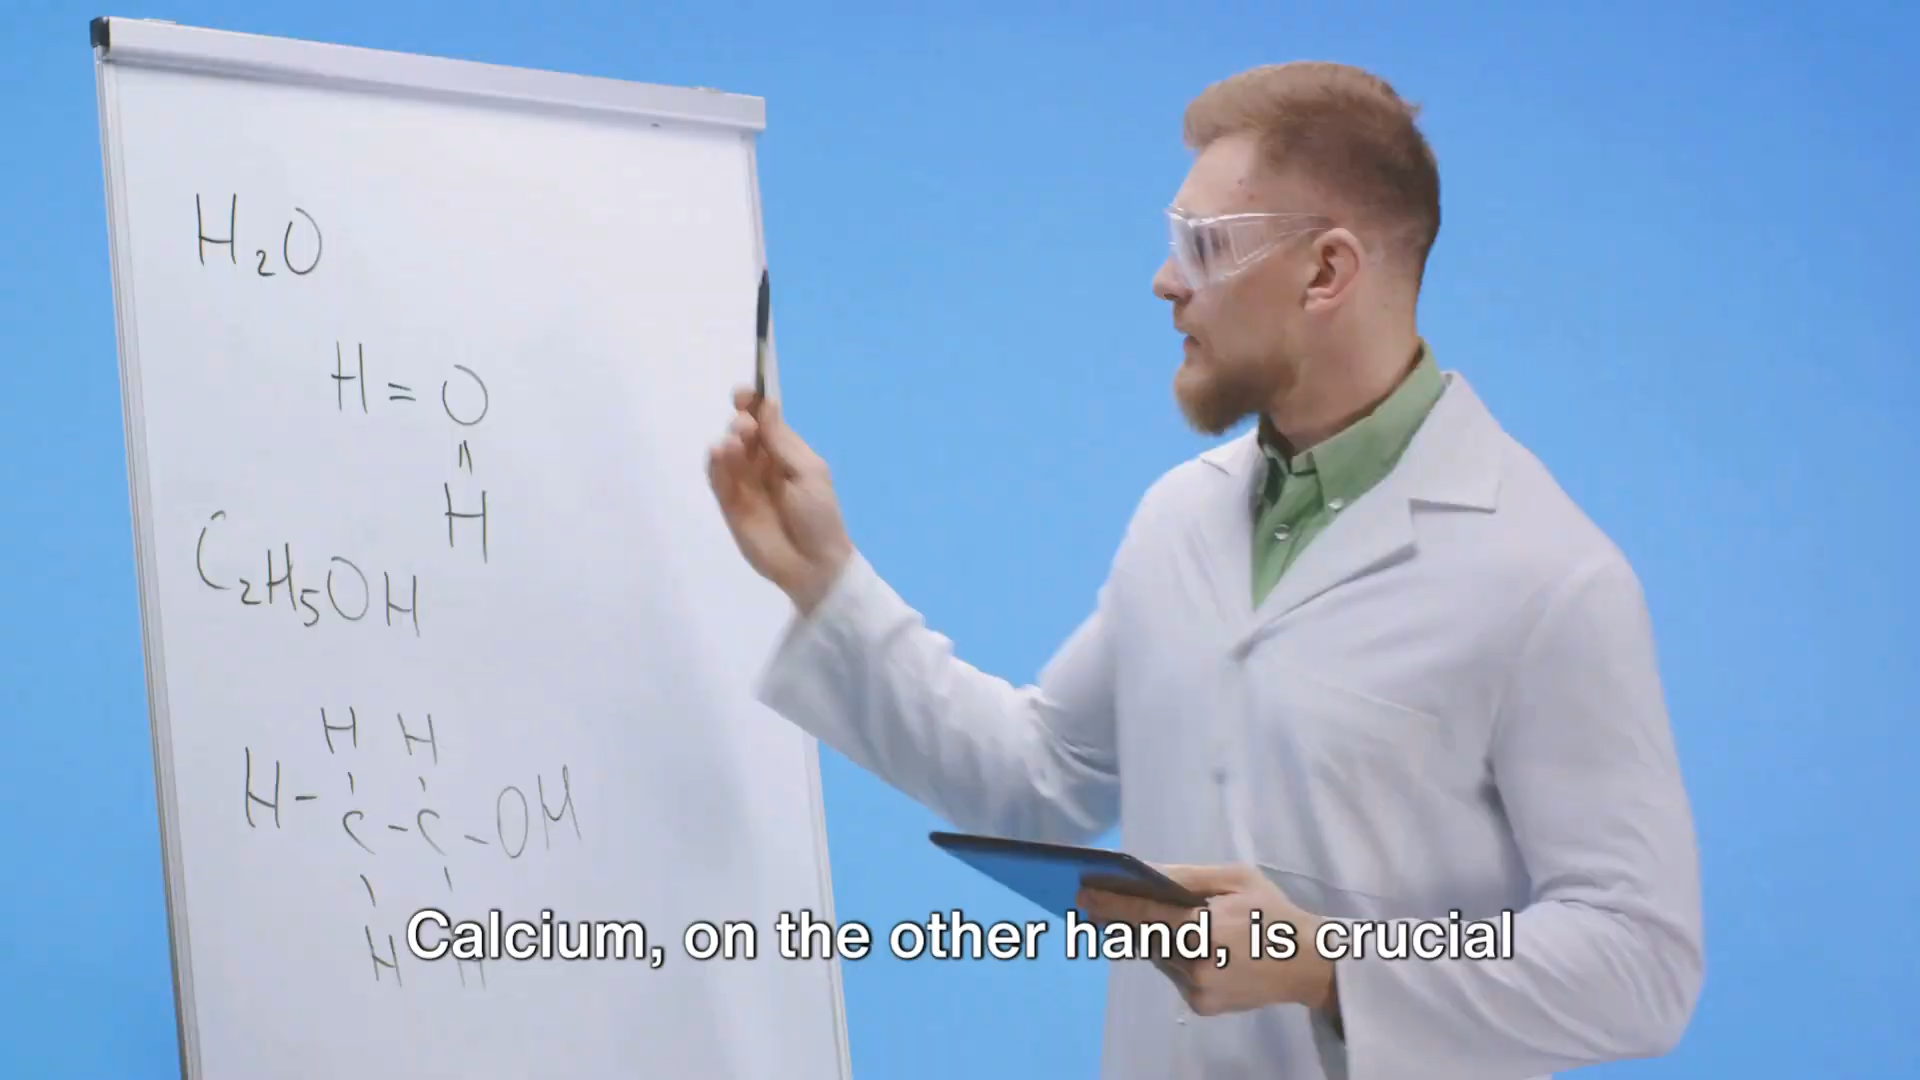 H₂O
H = O
"
H
C₂H₅OH
H H
H - C - C - OH
H H
Calcium, on the other hand, is crucial